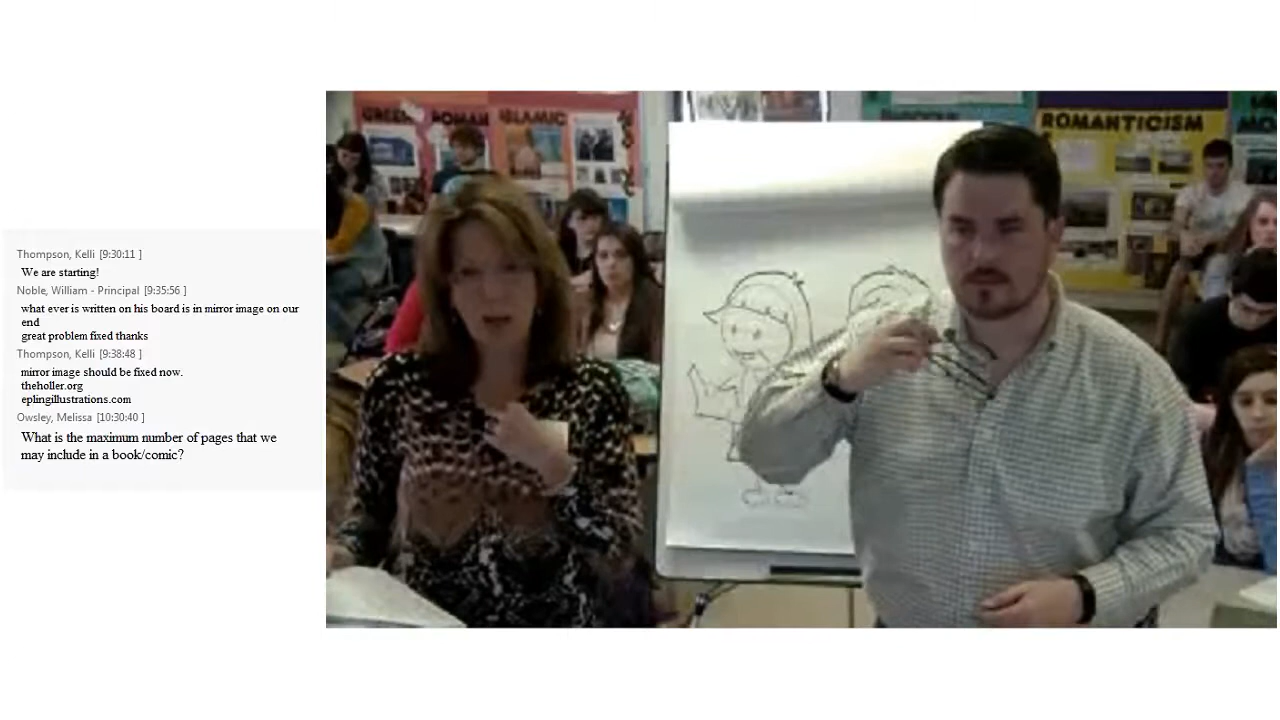 Thompson, Kelli [9:30:11 ]
We are starting!
Noble, William - Principal [9:35:56 ]
what ever is written on his board is in mirror image on our
end
great problem fixed thanks
Thompson, Kelli [9:38:48 ]
mirror image should be fixed now.
theholler.org
eplingillustrations.com
Owsley, Melissa [10:30:40 ]
What is the maximum number of pages that we
may include in a book/comic?
GREEK ROMAN ISLAMIC
ROMANTICISM